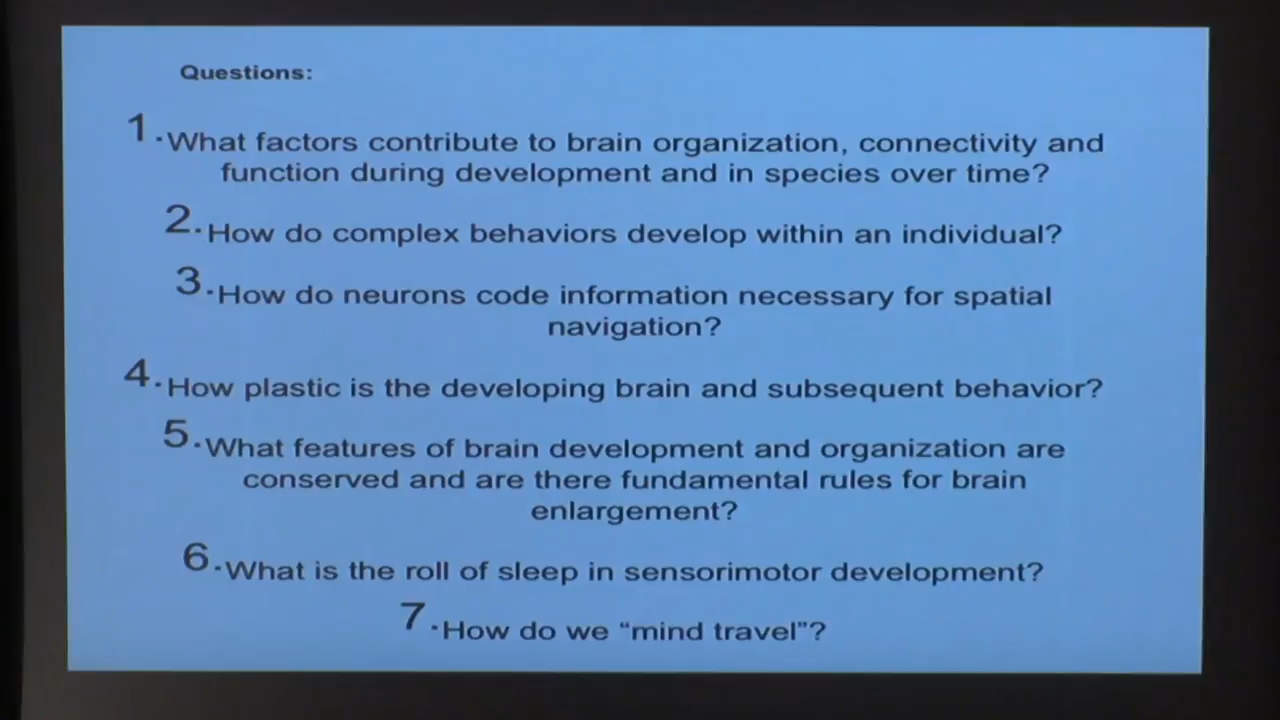 Questions:
1. What factors contribute to brain organization, connectivity and
function during development and in species over time?
2. How do complex behaviors develop within an individual?
3. How do neurons code information necessary for spatial
navigation?
4. How plastic is the developing brain and subsequent behavior?
5. What features of brain development and organization are
conserved and are there fundamental rules for brain
enlargement?
6. What is the roll of sleep in sensorimotor development?
7. How do we “mind travel”?